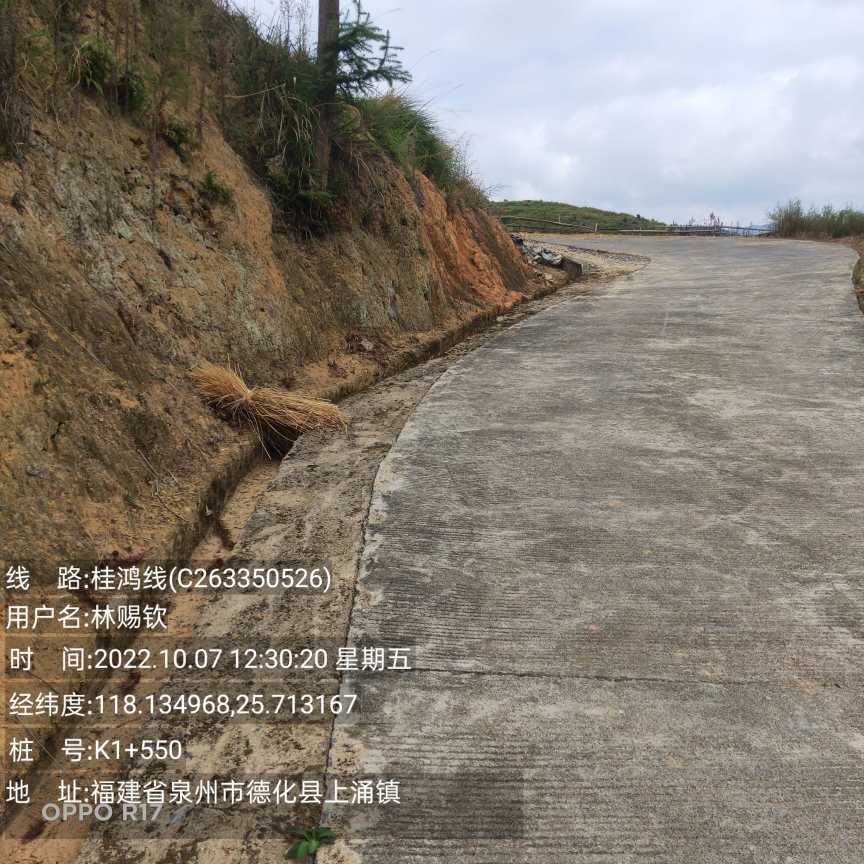 线 路:桂鸿线(C263350526)
用户名:林赐钦
时 间:2022.10.07 12:30:20 星期五
经纬度:118.134968,25.713167
桩 号:K1+550
地 址:福建省泉州市德化县上涌镇
OPPO R17